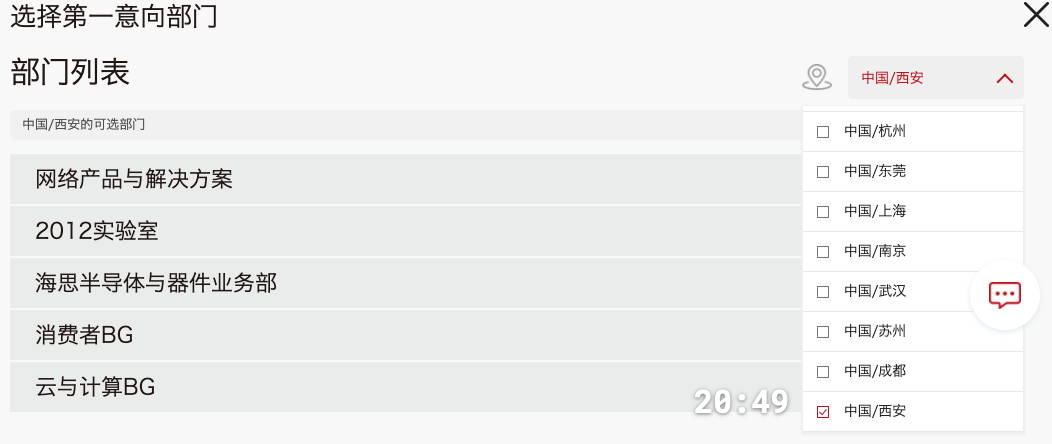 选择第一意向部门
部门列表
中国/西安
中国/西安的可选部门
网络产品与解决方案
2012实验室
海思半导体与器件业务部
消费者BG
云与计算BG
中国/杭州
中国/东莞
中国/上海
中国/南京
中国/武汉
中国/苏州
中国/成都
中国/西安
20:49